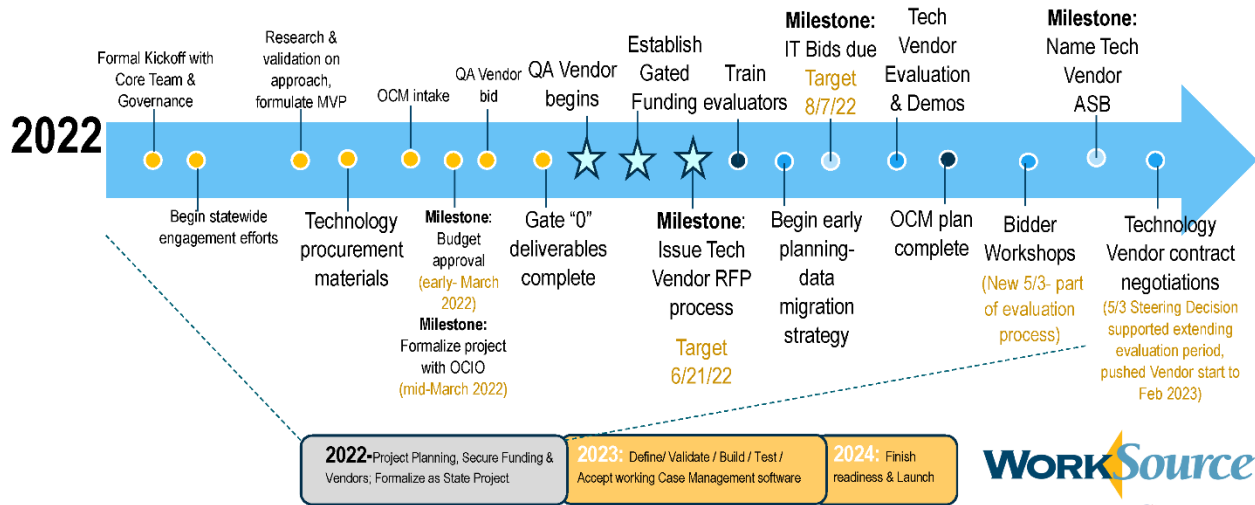 2022
Formal Kickoff with
Core Team &
Governance
Begin statewide
engagement efforts
Research &
validation on
approach,
formulate MVP
Technology
procurement
materials
OCM intake
Milestone:
Budget
approval
(early- March
2022)
Milestone:
Formalize project
with OCIO
(mid-March 2022)
QA Vendor
bid
Gate “0”
deliverables
complete
QA Vendor
begins
Establish
Gated
Funding
Milestone:
Issue Tech
Vendor RFP
process
Target
6/21/22
Train
evaluators
Begin early
planning-
data
migration
strategy
Milestone:
IT Bids due
Target
8/7/22
Tech
Vendor
Evaluation
& Demos
OCM plan
complete
Bidder
Workshops
(New 5/3- part
of evaluation
process)
Milestone:
Name Tech
Vendor
ASB
Technology
Vendor contract
negotiations
(5/3 Steering Decision
supported extending
evaluation period,
pushed Vendor start to
Feb 2023)
2022-Project Planning, Secure Funding &
Vendors; Formalize as State Project
2023: Define/ Validate / Build / Test /
Accept working Case Management software
2024: Finish
readiness & Launch
WorkSource